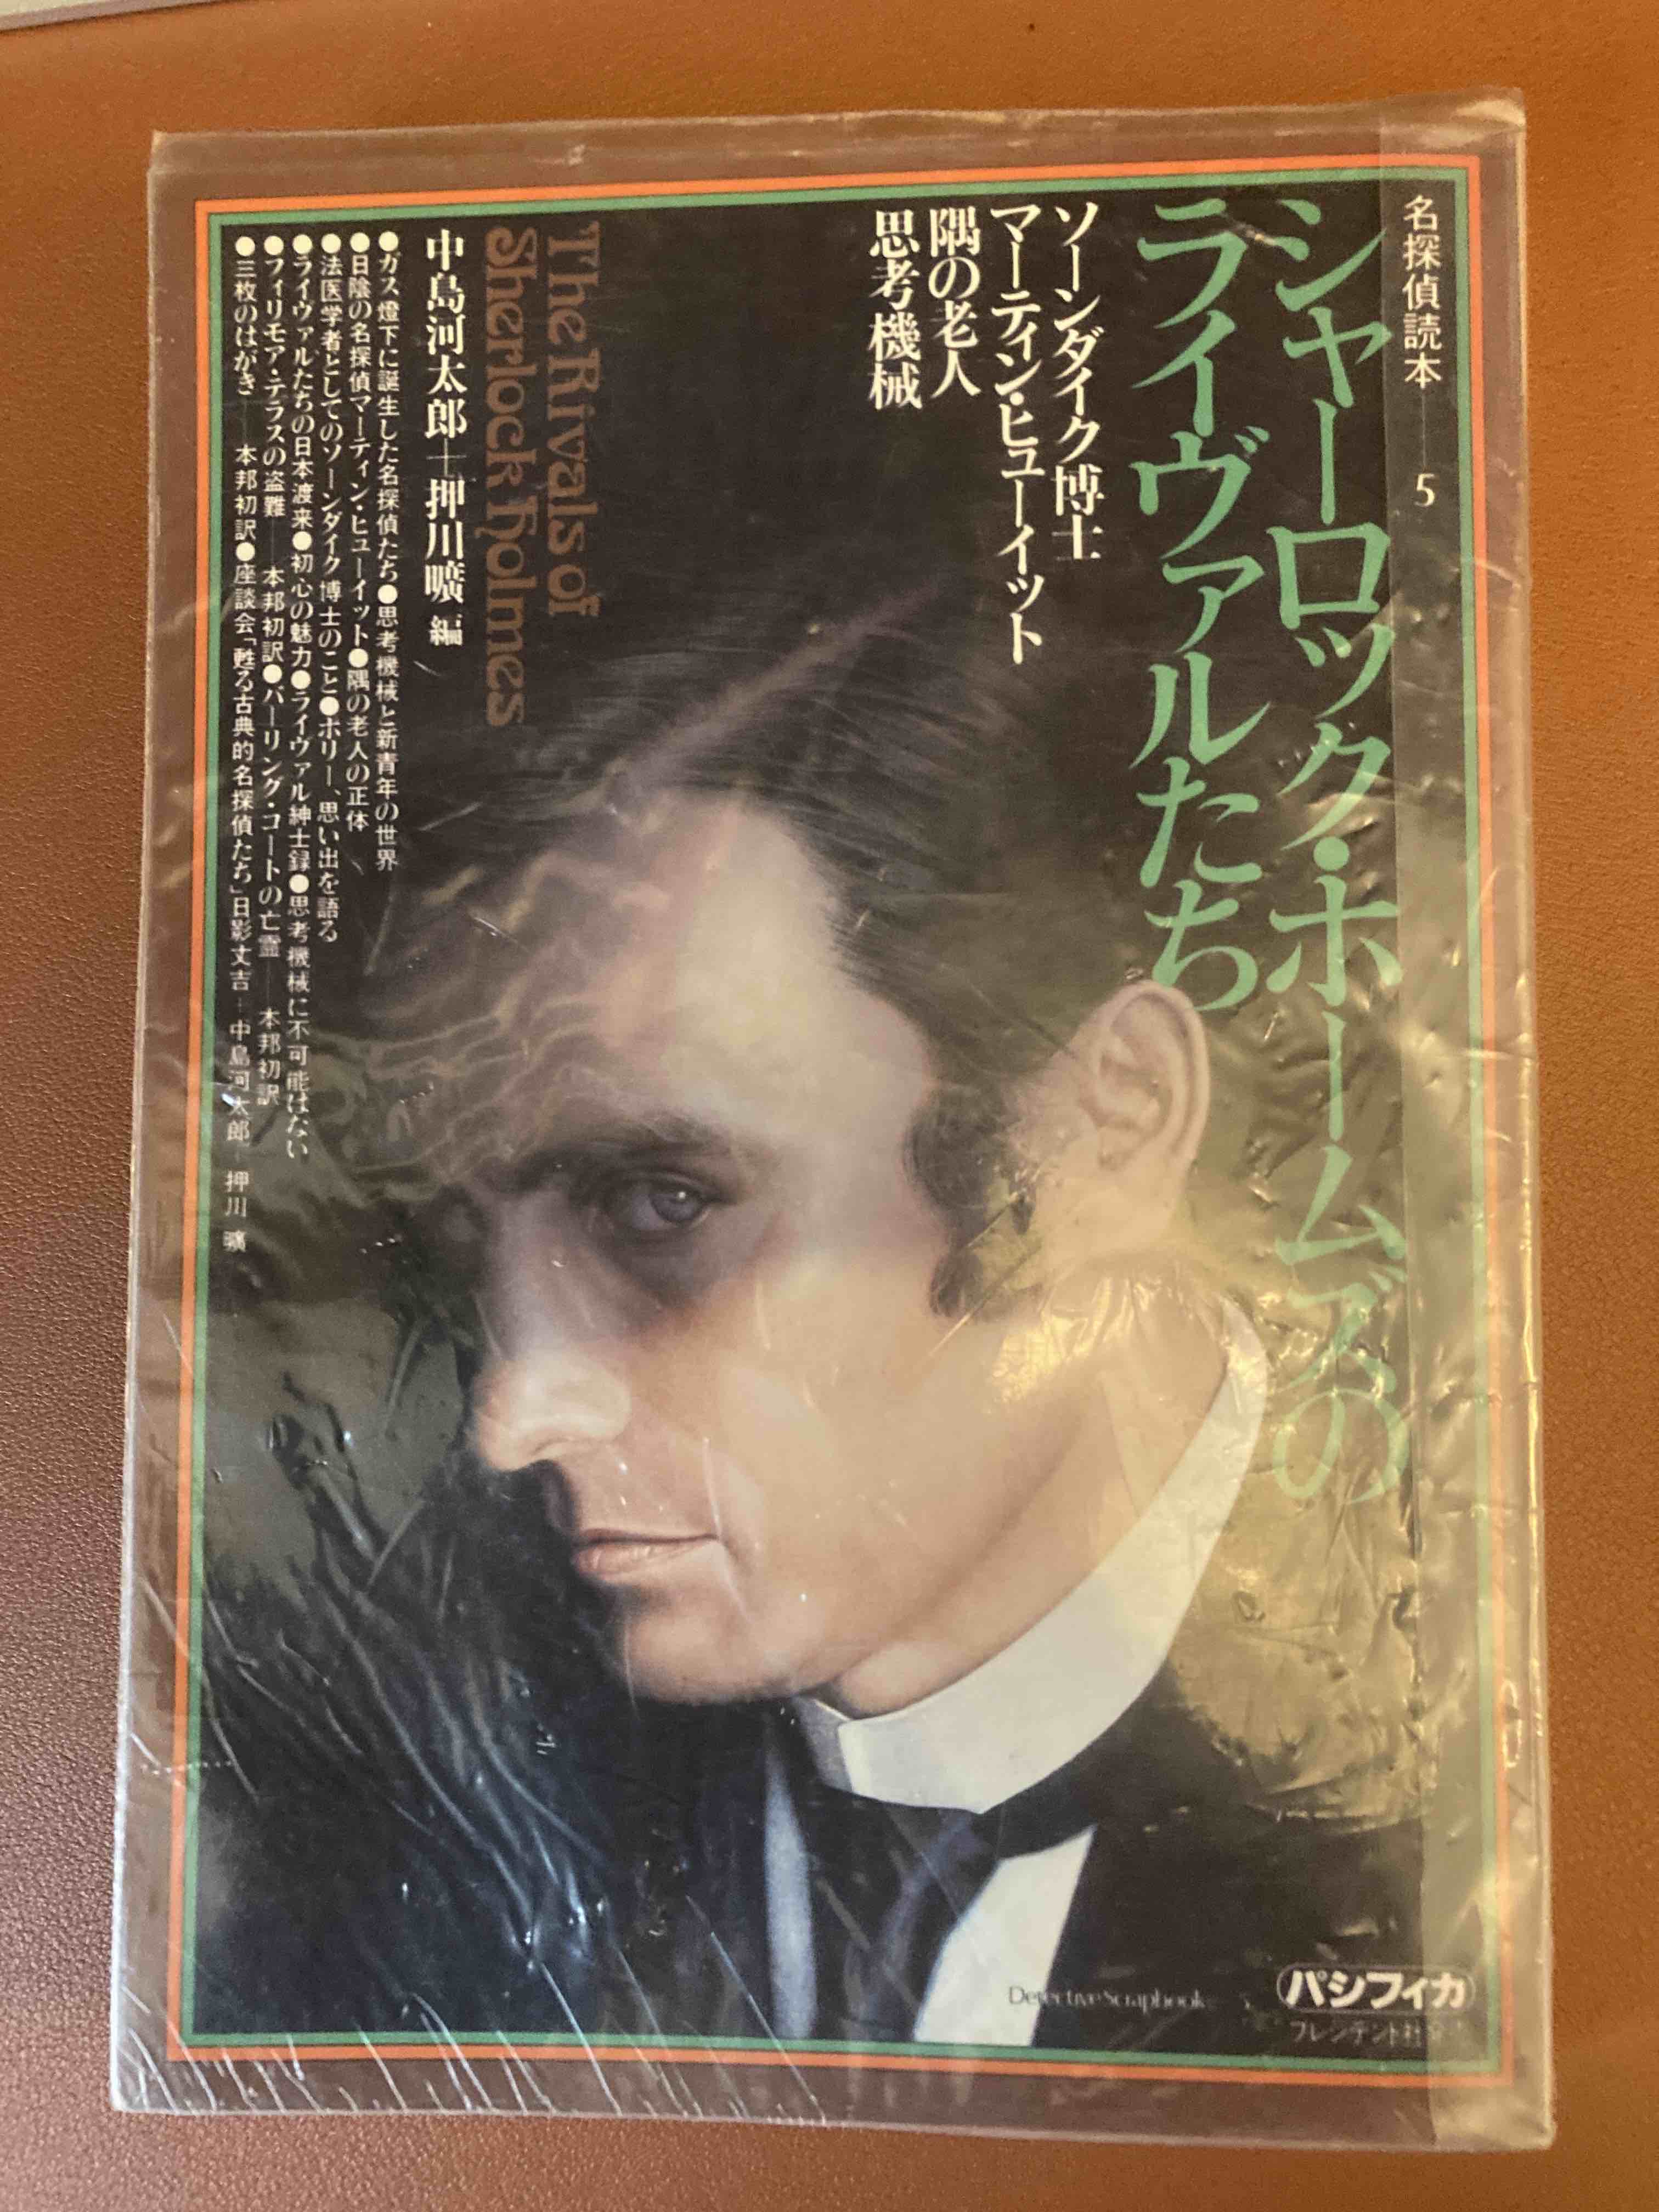 名探偵読本——5
シャーロック・ホームズの
ライヴァルたち
ソーンダイク博士
マーティン・ヒューイット
隅の老人
思考機械
The Rivals of
Sherlock Holmes
中島河太郎＋押川曠 編
●ガス燈下に誕生した名探偵たち●思考機械と新青年の世界
●日陰の名探偵マーティン・ヒューイット●隅の老人の正体
●法医学者としてのソーンダイク博士のこと●ホリー、思い出を語る
●ライヴァルたちの日本渡来●初心の魅力●ライヴァル紳士録●思考機械に不可能はない
●フィリモア・テラスの盗難——本邦初訳●バーリング・コートの亡霊——本邦初訳
●三枚のはがき——本邦初訳●座談会「甦る古典的名探偵たち」日影丈吉＋中島河太郎＋押川曠
Detective Scrapbook 5
パシフィカ
プレジデント社